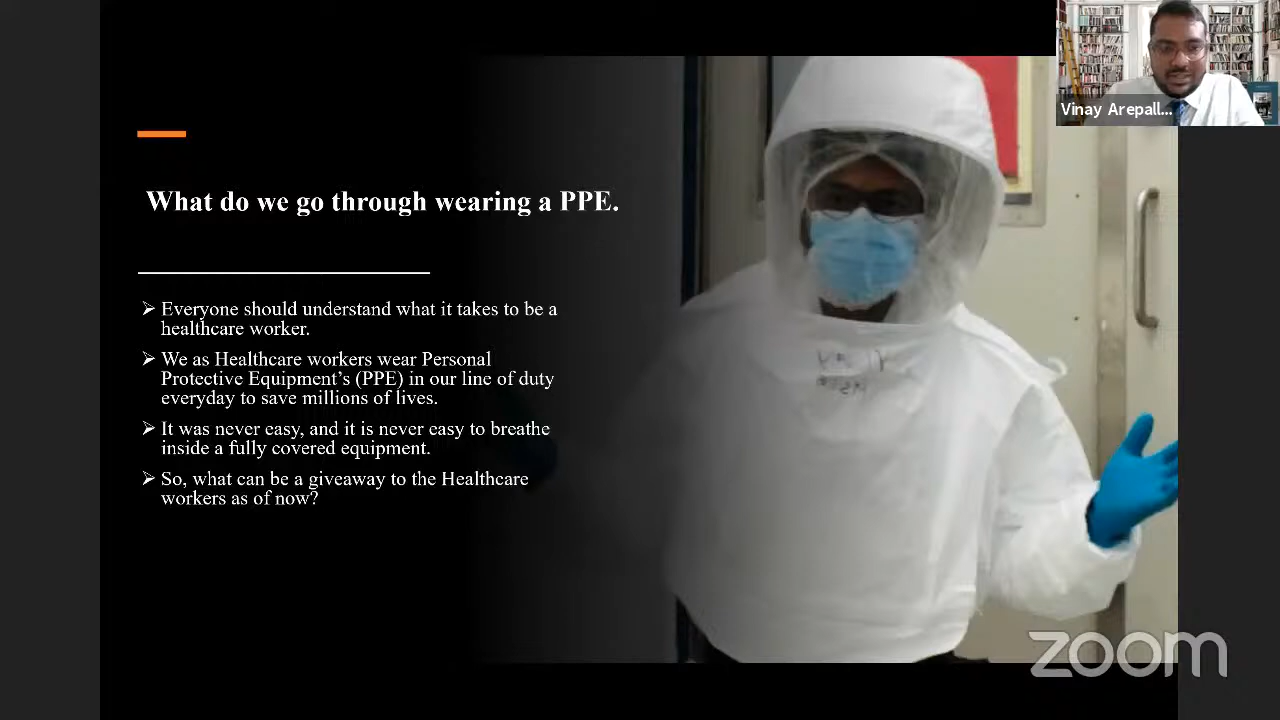 What do we go through wearing a PPE.
➢ Everyone should understand what it takes to be a
healthcare worker.
➢ We as Healthcare workers wear Personal
Protective Equipment's (PPE) in our line of duty
everyday to save millions of lives.
➢ It was never easy, and it is never easy to breathe
inside a fully covered equipment.
➢ So, what can be a giveaway to the Healthcare
workers as of now?
Vinay Arepall...
zoom